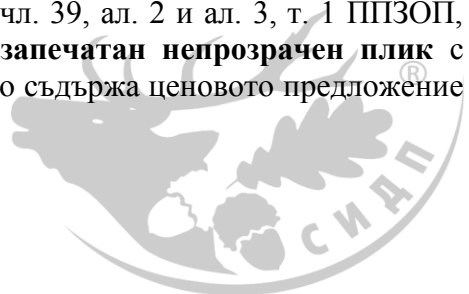 чл. 39, ал. 2 и ал. 3, т. 1 ППЗОП,
запечатан непрозрачен плик с
о съдържа ценовото предложение
®
СИДП